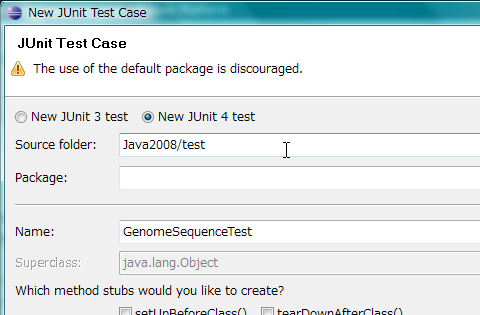 New JUnit Test Case
JUnit Test Case
The use of the default package is discouraged.
New JUnit 3 test New JUnit 4 test
Source folder: Java2008/test
Package:
Name: GenomeSequenceTest
Superclass: java.lang.Object
Which method stubs would you like to create?
setUpBeforeClass() tearDownAfterClass()